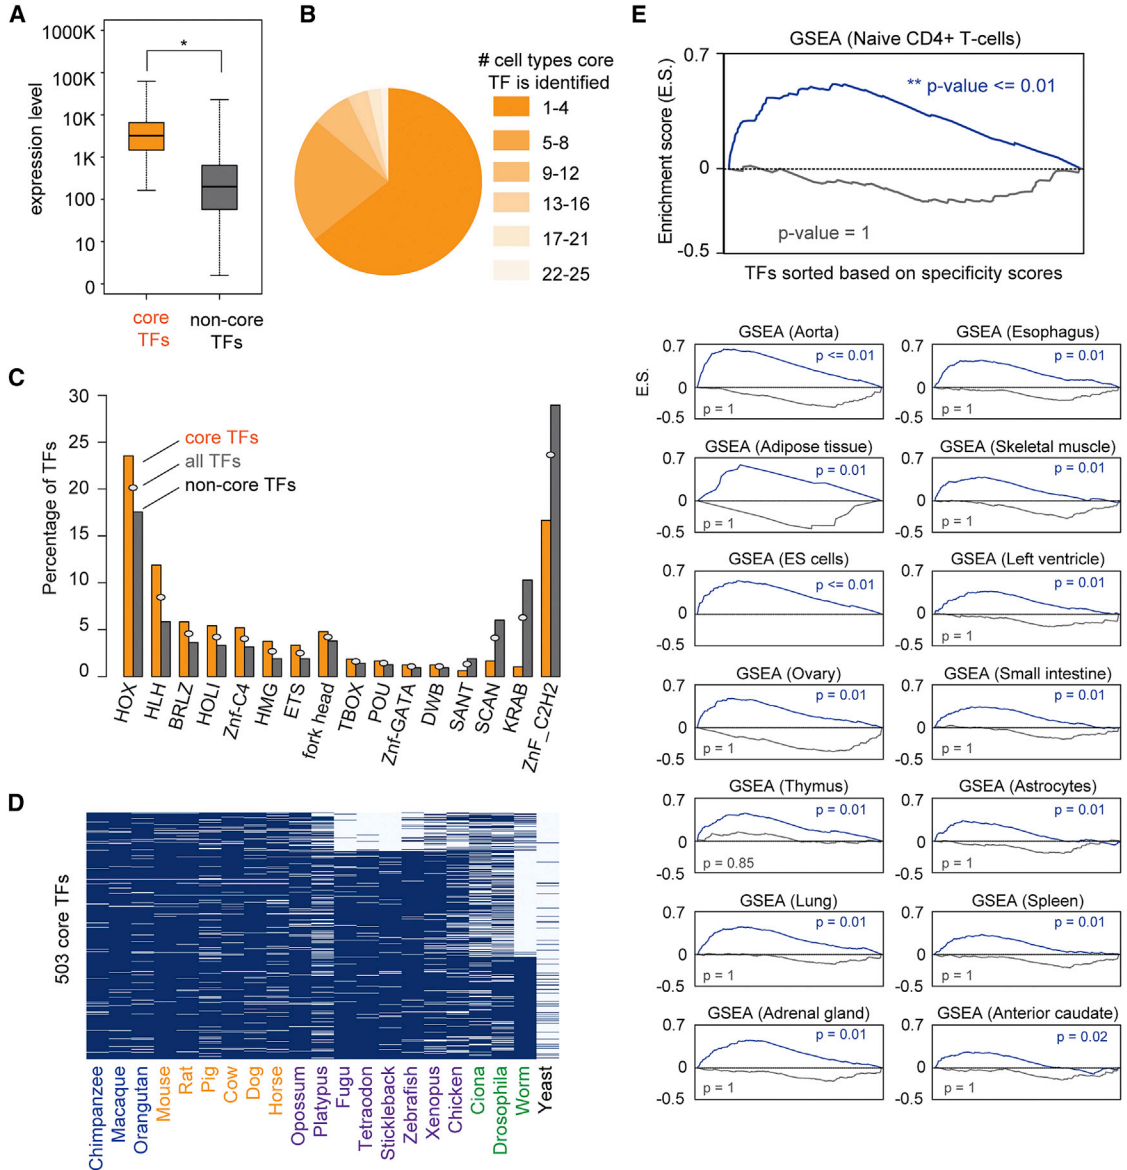 A
1000K
100K
10K
1K
100
10
0
expression level
*
core
TFs
non-core
TFs
B
# cell types core
TF is identified
1-4
5-8
9-12
13-16
17-21
22-25
C
30
25
20
15
10
5
0
Percentage of TFs
core TFs
all TFs
non-core TFs
HOX
HLH
BRLZ
HOLI
Znf-C4
HMG
ETS
fork head
TBOX
POU
Znf-GATA
DWB
SANT
SCAN
KRAB
ZnF_C2H2
D
503 core TFs
Chimpanzee
Macaque
Orangutan
Mouse
Rat
Pig
Cow
Dog
Horse
Opossum
Platypus
Fugu
Tetraodon
Stickleback
Zebrafish
Xenopus
Chicken
Ciona
Drosophila
Worm
Yeast
E
GSEA (Naive CD4+ T-cells)
0.7
0
-0.5
Enrichment score (E.S.)
** p-value <= 0.01
p-value = 1
TFs sorted based on specificity scores
GSEA (Aorta)
0.7
0
-0.5
E.S.
p <= 0.01
p = 1
GSEA (Esophagus)
0.7
0
-0.5
p = 0.01
p = 1
GSEA (Adipose tissue)
0.7
0
-0.5
p = 0.01
p = 1
GSEA (Skeletal muscle)
0.7
0
-0.5
p = 0.01
p = 1
GSEA (ES cells)
0.7
0
-0.5
p <= 0.01
GSEA (Left ventricle)
0.7
0
-0.5
p = 0.01
p = 1
GSEA (Ovary)
0.7
0
-0.5
p = 0.01
p = 1
GSEA (Small intestine)
0.7
0
-0.5
p = 0.01
p = 1
GSEA (Thymus)
0.7
0
-0.5
p = 0.01
p = 0.85
GSEA (Astrocytes)
0.7
0
-0.5
p = 0.01
p = 1
GSEA (Lung)
0.7
0
-0.5
p = 0.01
p = 1
GSEA (Spleen)
0.7
0
-0.5
p = 0.01
p = 1
GSEA (Adrenal gland)
0.7
0
-0.5
p = 0.01
p = 1
GSEA (Anterior caudate)
0.7
0
-0.5
p = 0.02
p = 1